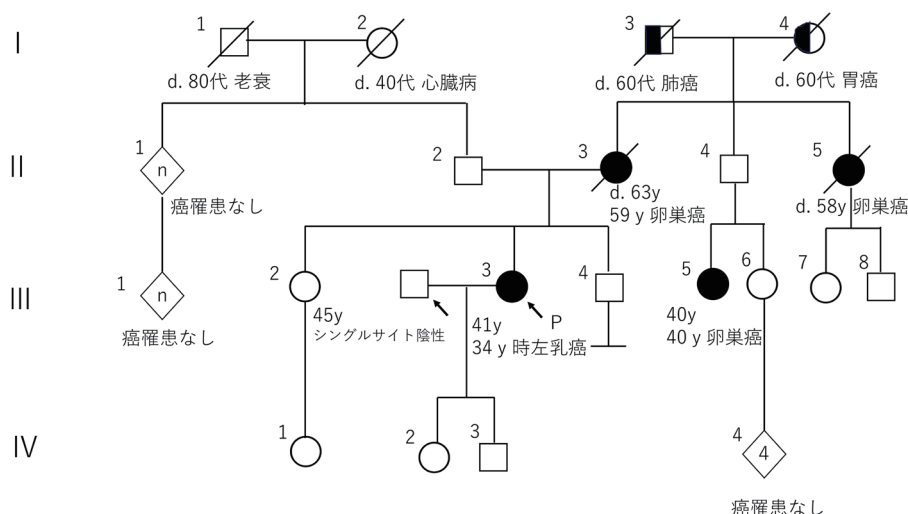 I
1
2
3
4
d. 80代 老衰
d. 40代 心臓病
d. 60代 肺癌
d. 60代 胃癌
II
1
n
2
3
4
5
癌罹患なし
d. 63y
59 y 卵巣癌
d. 58y 卵巣癌
III
1
n
2
3
4
5
6
7
8
癌罹患なし
45y
シングルサイト陰性
P
41y
34 y 時左乳癌
40y
40 y 卵巣癌
IV
1
2
3
4
4
癌罹患なし